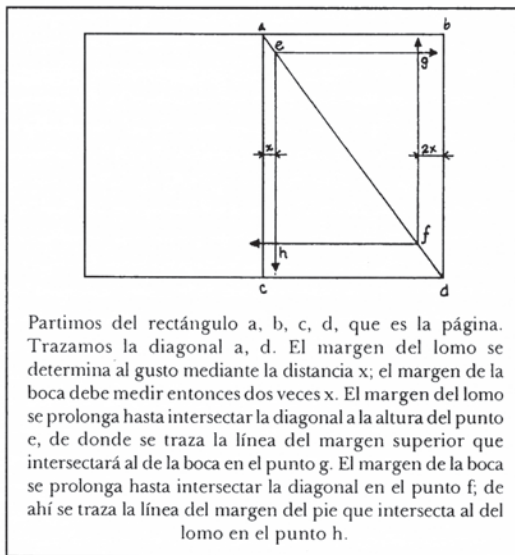 a b
e
g
x 2x
f
h
c d
Partimos del rectángulo a, b, c, d, que es la página.
Trazamos la diagonal a, d. El margen del lomo se
determina al gusto mediante la distancia x; el margen de la
boca debe medir entonces dos veces x. El margen del lomo
se prolonga hasta intersectar la diagonal a la altura del punto
e, de donde se traza la línea del margen superior que
intersectará al de la boca en el punto g. El margen de la boca
se prolonga hasta intersectar la diagonal en el punto f; de
ahí se traza la línea del margen del pie que intersecta al del
lomo en el punto h.